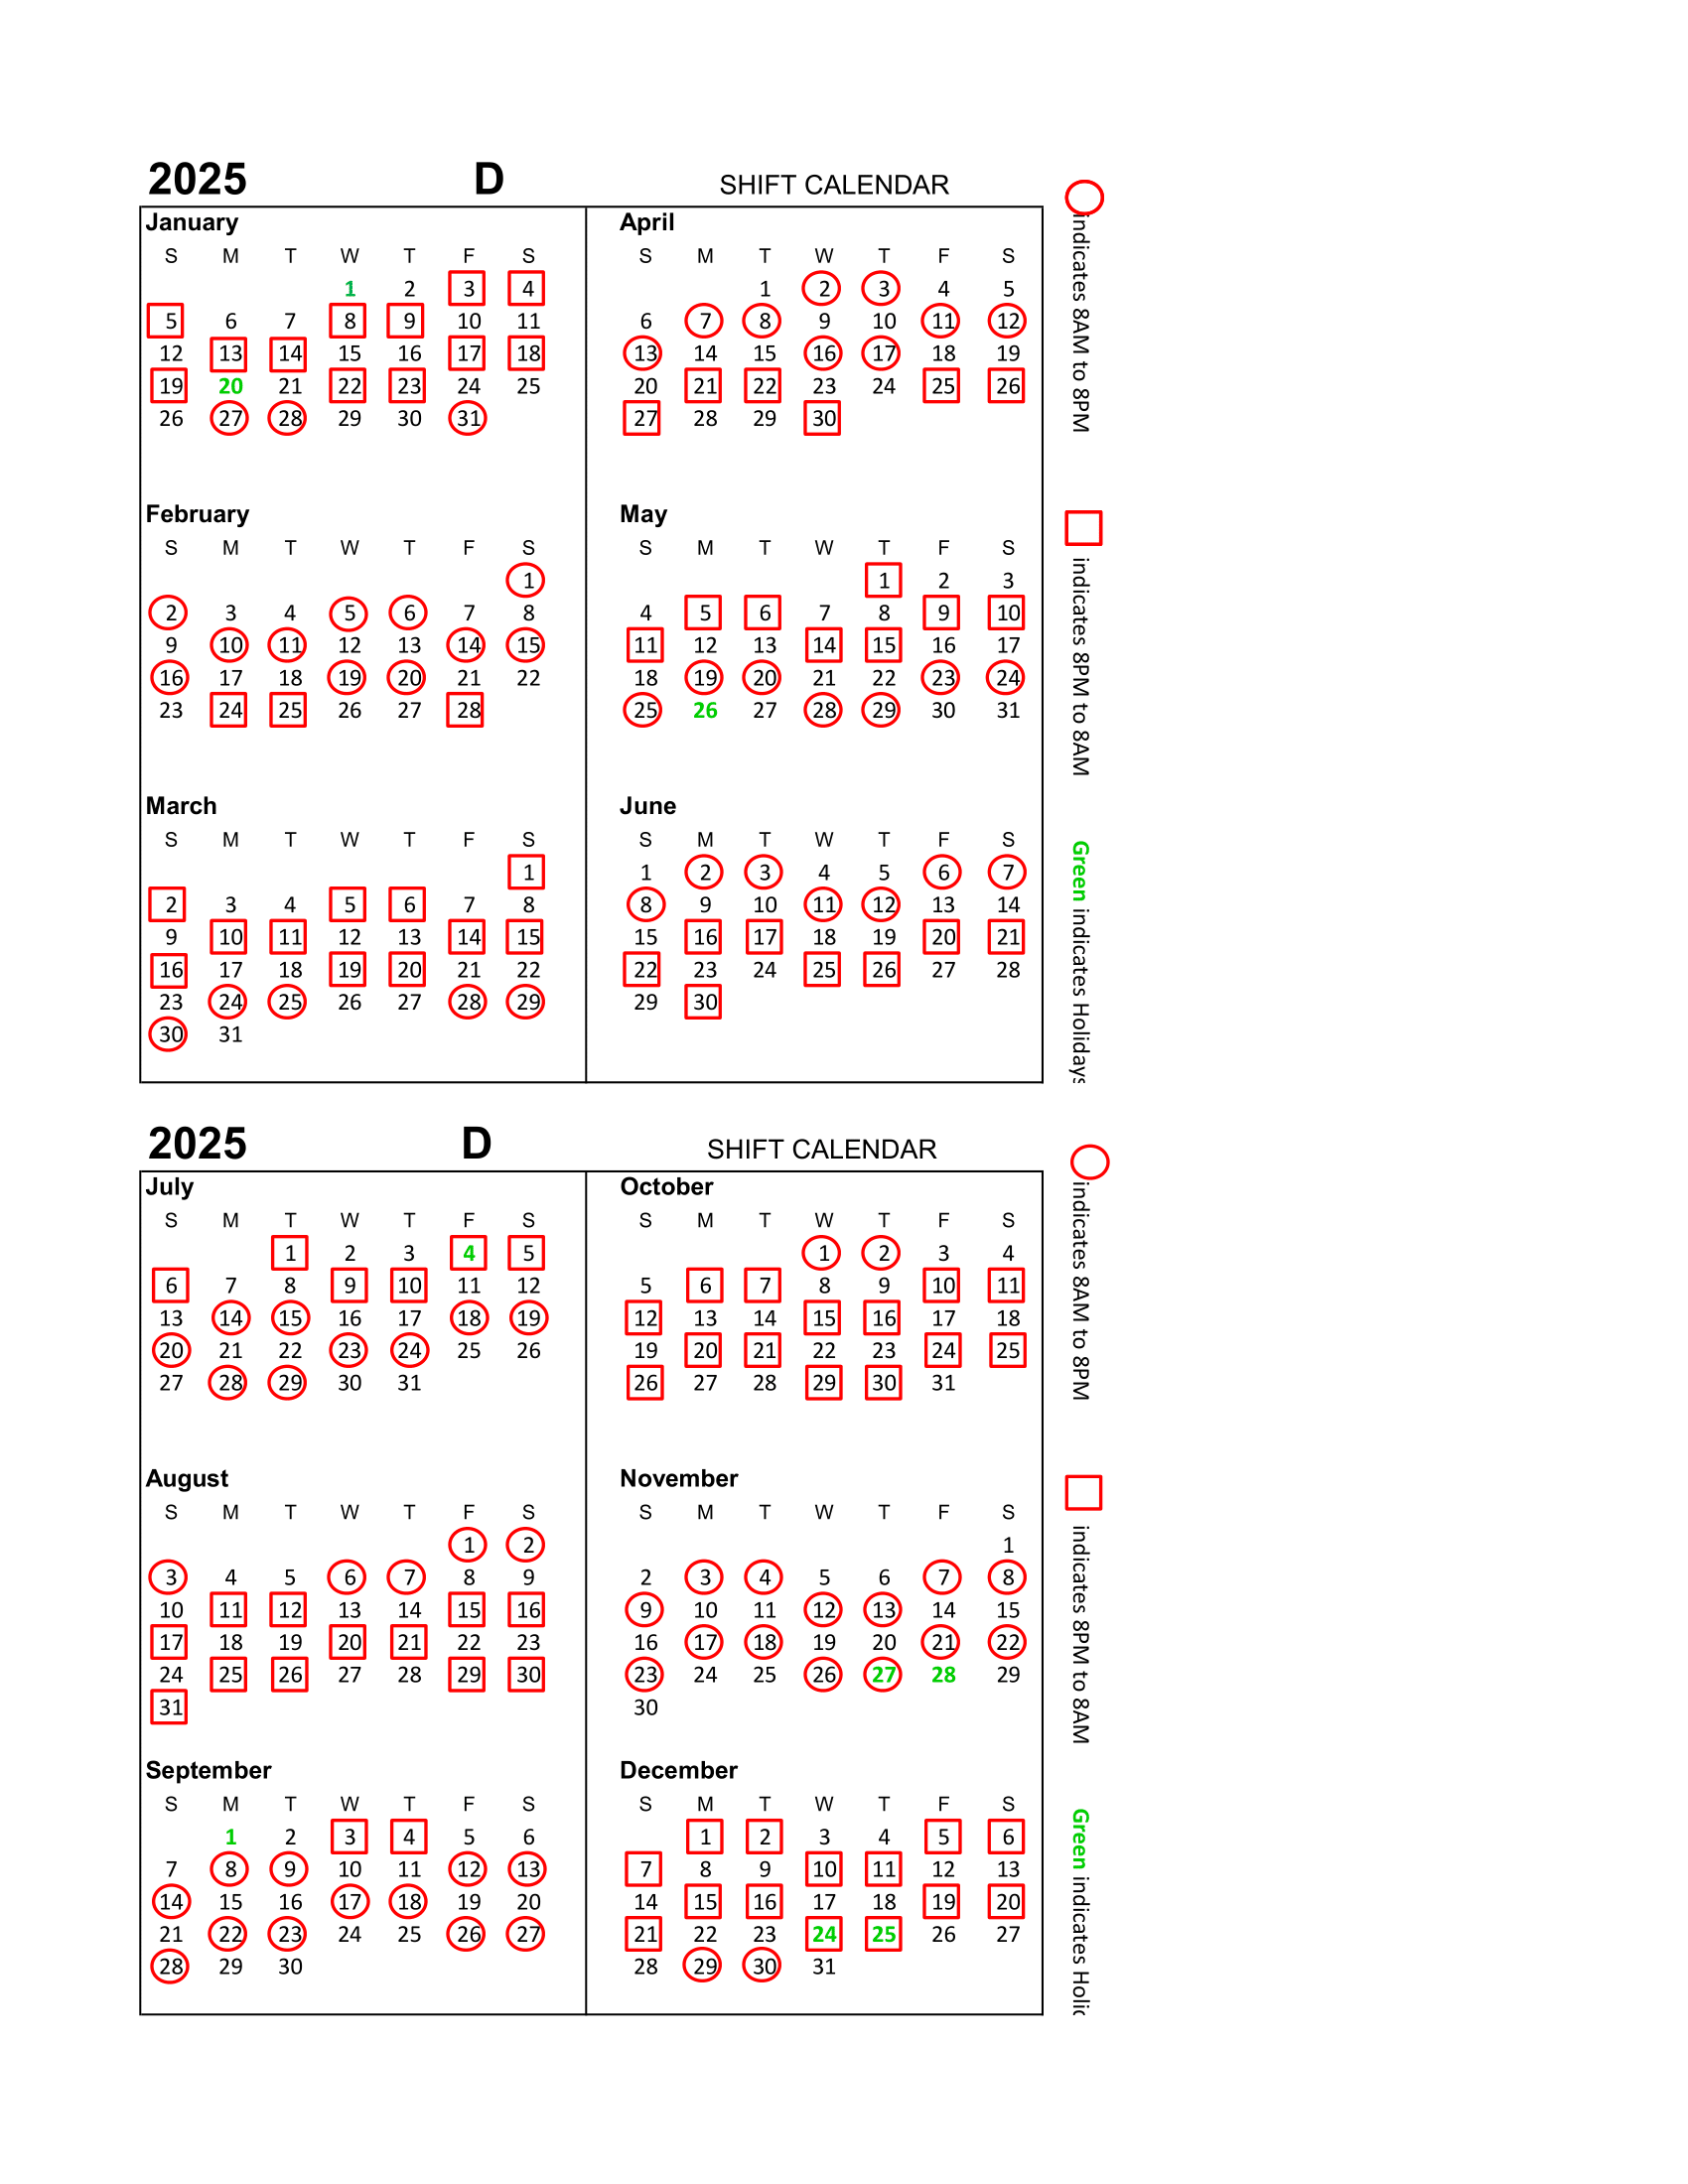 2025 D SHIFT CALENDAR
January
S M T W T F S
1 2 3 4
5 6 7 8 9 10 11
12 13 14 15 16 17 18
19 20 21 22 23 24 25
26 27 28 29 30 31
February
S M T W T F S
1
2 3 4 5 6 7 8
9 10 11 12 13 14 15
16 17 18 19 20 21 22
23 24 25 26 27 28
March
S M T W T F S
1
2 3 4 5 6 7 8
9 10 11 12 13 14 15
16 17 18 19 20 21 22
23 24 25 26 27 28 29
30 31
April
S M T W T F S
1 2 3 4 5
6 7 8 9 10 11 12
13 14 15 16 17 18 19
20 21 22 23 24 25 26
27 28 29 30
May
S M T W T F S
1 2 3
4 5 6 7 8 9 10
11 12 13 14 15 16 17
18 19 20 21 22 23 24
25 26 27 28 29 30 31
June
S M T W T F S
1 2 3 4 5 6 7
8 9 10 11 12 13 14
15 16 17 18 19 20 21
22 23 24 25 26 27 28
29 30
indicates 8AM to 8PM
indicates 8PM to 8AM
Green indicates Holidays
2025 D SHIFT CALENDAR
July
S M T W T F S
1 2 3 4 5
6 7 8 9 10 11 12
13 14 15 16 17 18 19
20 21 22 23 24 25 26
27 28 29 30 31
August
S M T W T F S
1 2
3 4 5 6 7 8 9
10 11 12 13 14 15 16
17 18 19 20 21 22 23
24 25 26 27 28 29 30
31
September
S M T W T F S
1 2 3 4 5 6
7 8 9 10 11 12 13
14 15 16 17 18 19 20
21 22 23 24 25 26 27
28 29 30
October
S M T W T F S
1 2 3 4
5 6 7 8 9 10 11
12 13 14 15 16 17 18
19 20 21 22 23 24 25
26 27 28 29 30 31
November
S M T W T F S
1
2 3 4 5 6 7 8
9 10 11 12 13 14 15
16 17 18 19 20 21 22
23 24 25 26 27 28 29
30
December
S M T W T F S
1 2 3 4 5 6
7 8 9 10 11 12 13
14 15 16 17 18 19 20
21 22 23 24 25 26 27
28 29 30 31
indicates 8AM to 8PM
indicates 8PM to 8AM
Green indicates